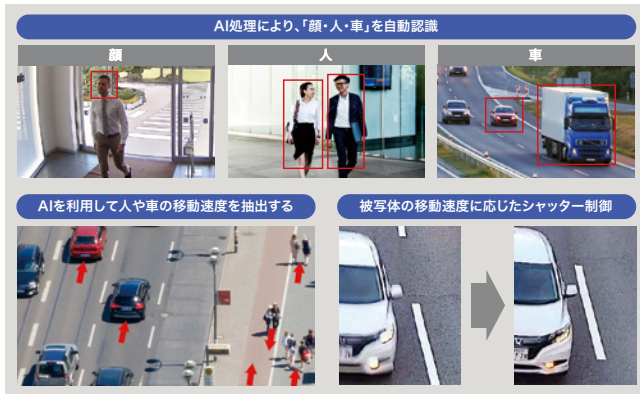 AI処理により、「顔・人・車」を自動認識
顔
人
車
AIを利用して人や車の移動速度を抽出する
被写体の移動速度に応じたシャッター制御